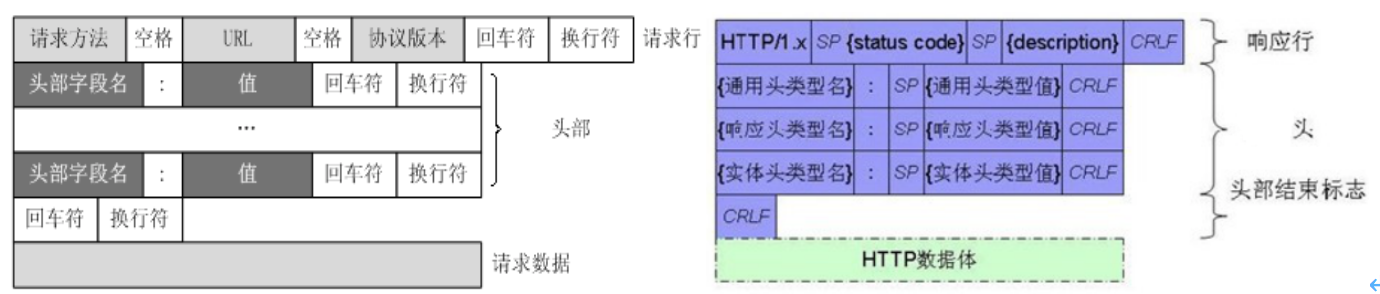 请求方法 空格 URL 空格 协议版本 回车符 换行符 请求行
头部字段名 : 值 回车符 换行符
...
头部
头部字段名 : 值 回车符 换行符
回车符 换行符
请求数据
HTTP/1.x SP {status code} SP {description} CRLF 响应行
{通用头类型名} : SP {通用头类型值} CRLF
{响应头类型名} : SP {响应头类型值} CRLF 头
{实体头类型名} : SP {实体头类型值} CRLF
头部结束标志
CRLF
HTTP数据体